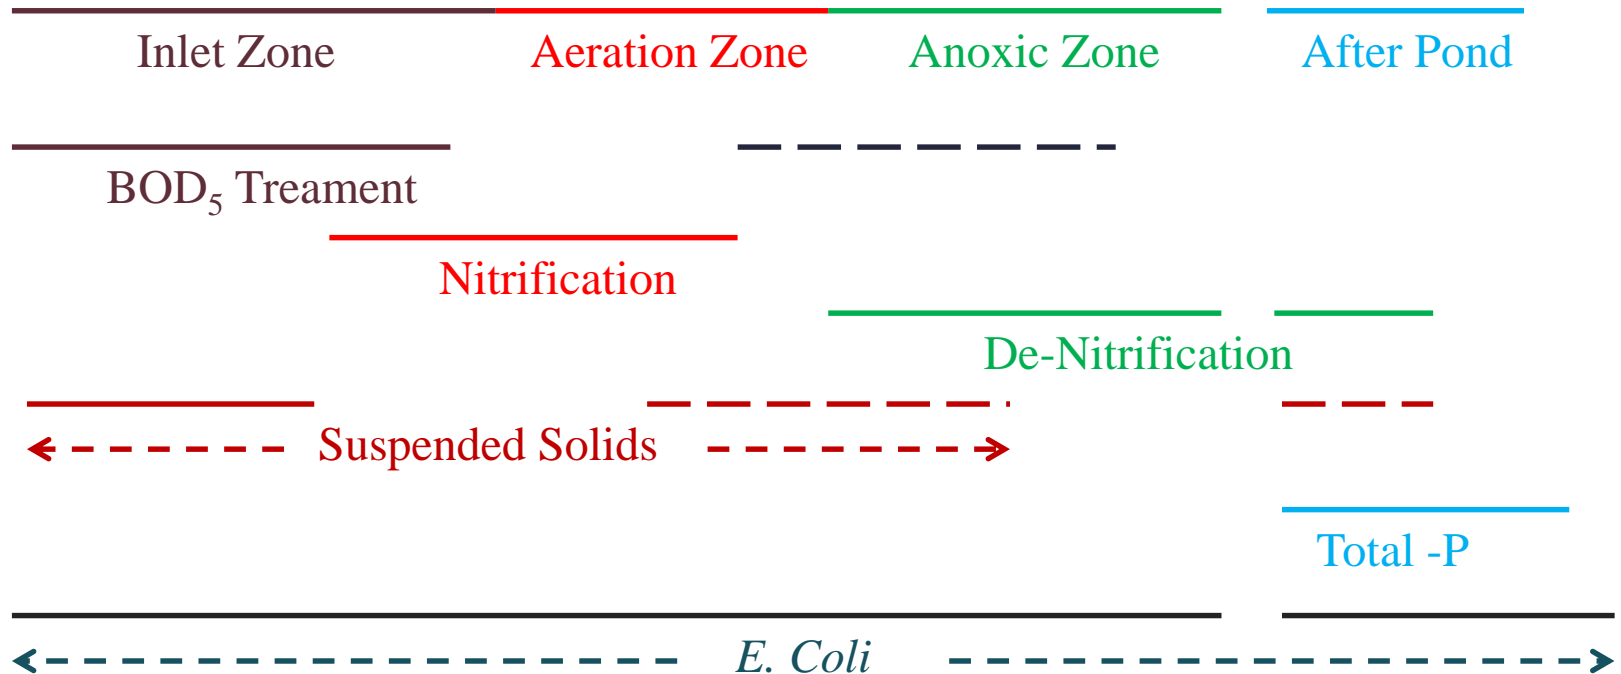 Inlet Zone Aeration Zone Anoxic Zone After Pond
BOD₅ Treament
Nitrification
De-Nitrification
Suspended Solids
Total -P
E. Coli